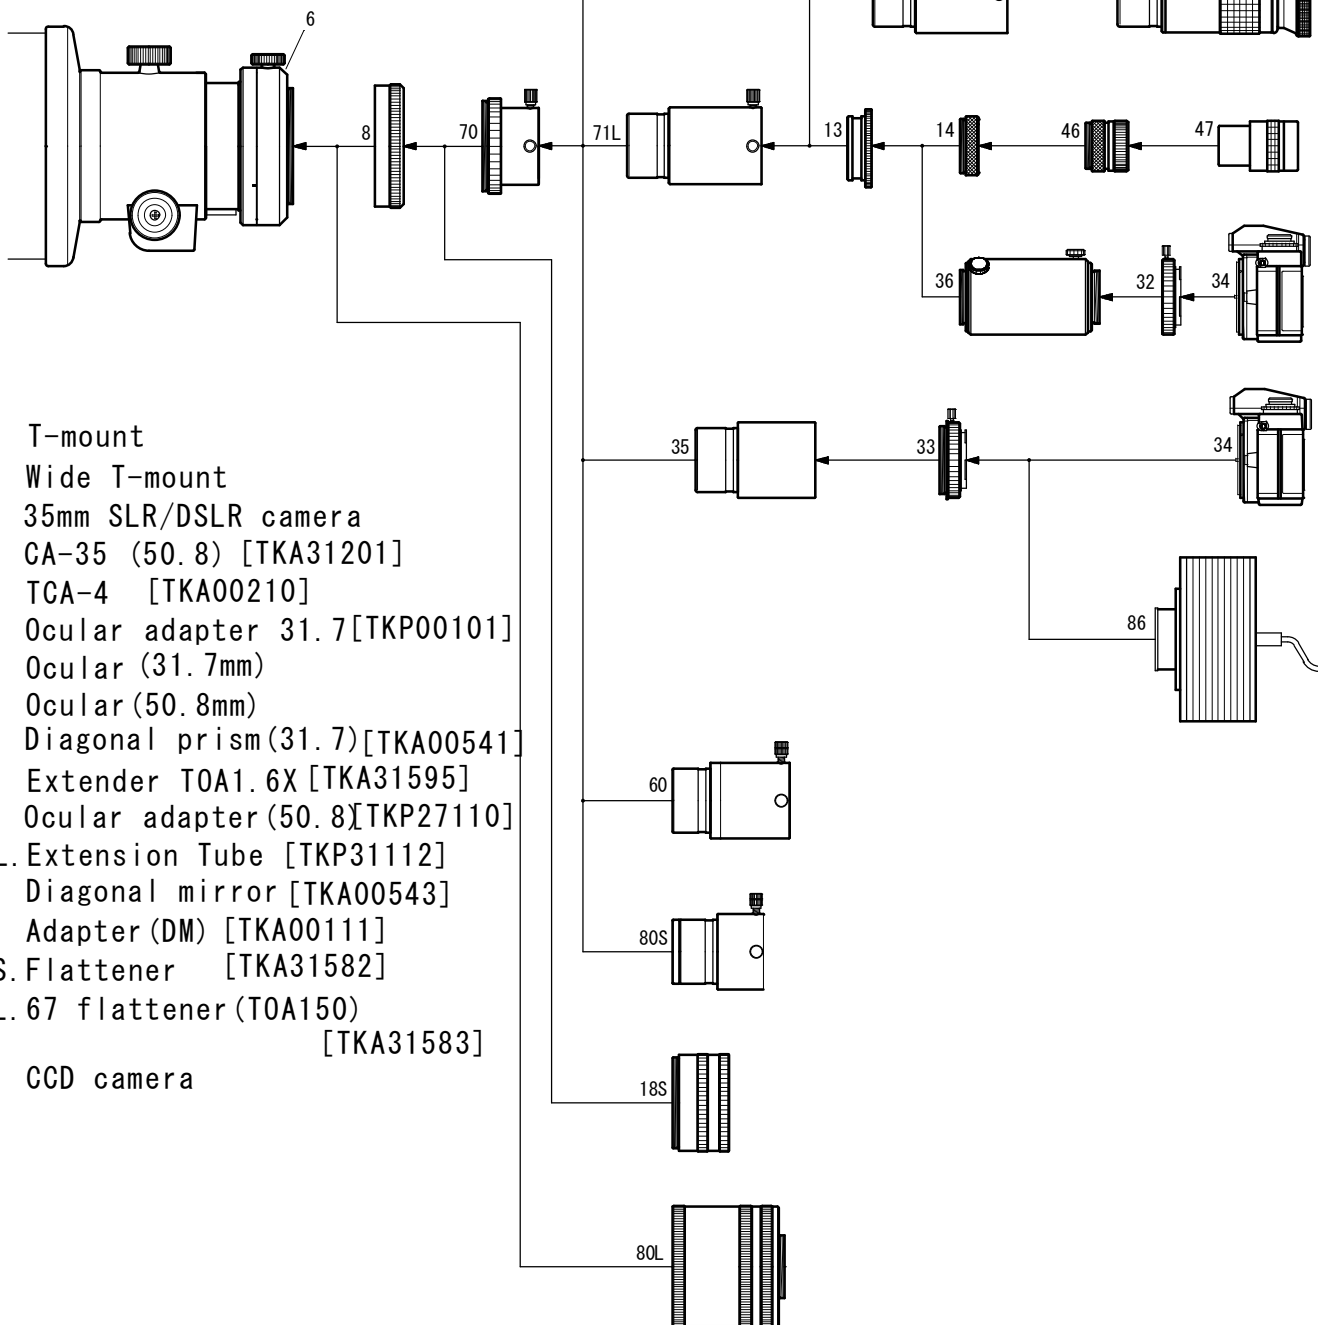 6
8
70
71L
13
14
46
47
36
32
34
35
33
34
86
60
80S
18S
80L
T-mount
Wide T-mount
35mm SLR/DSLR camera
CA-35 (50.8) [TKA31201]
TCA-4 [TKA00210]
Ocular adapter 31.7[TKP00101]
Ocular (31.7mm)
Ocular(50.8mm)
Diagonal prism(31.7)[TKA00541]
Extender TOA1.6X [TKA31595]
Ocular adapter(50.8)[TKP27110]
L.Extension Tube [TKP31112]
Diagonal mirror [TKA00543]
Adapter(DM) [TKA00111]
S.Flattener [TKA31582]
L.67 flattener(TOA150)
[TKA31583]
CCD camera